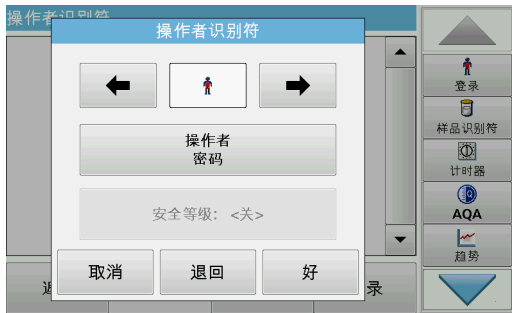 操作者识别符
操作者识别符
操作者
密码
安全等级: <关>
取消
退回
好
录
登录
样品识别符
计时器
AQA
趋势